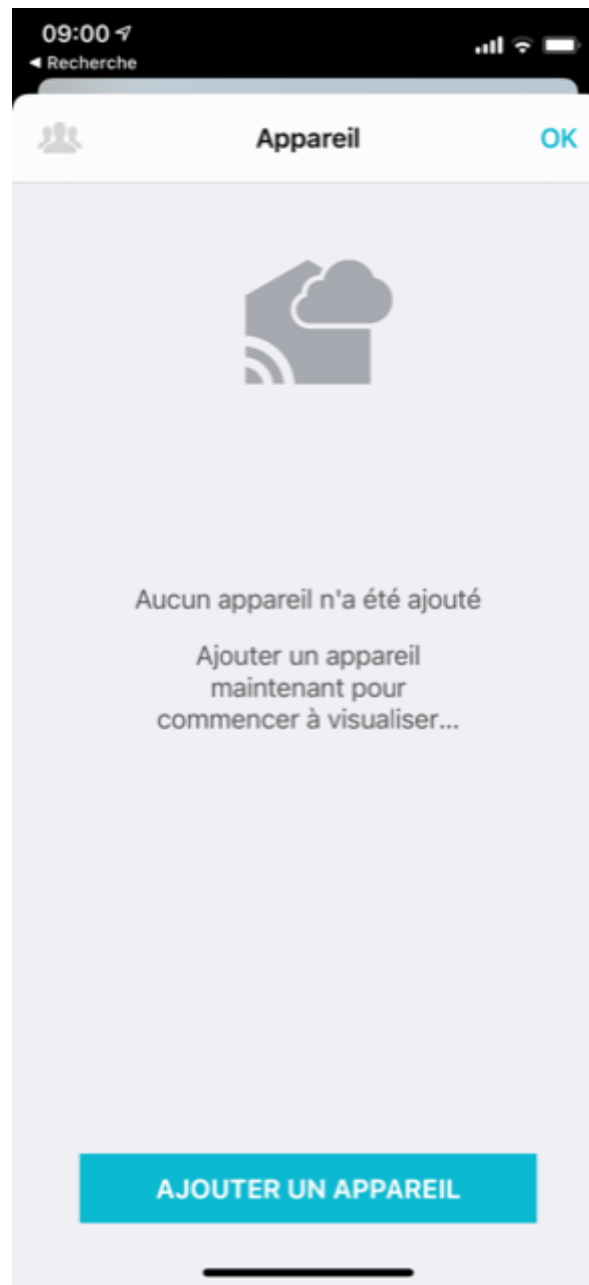 09:00
◀ Recherche
Appareil
OK
Aucun appareil n'a été ajouté
Ajouter un appareil
maintenant pour
commencer à visualiser...
AJOUTER UN APPAREIL